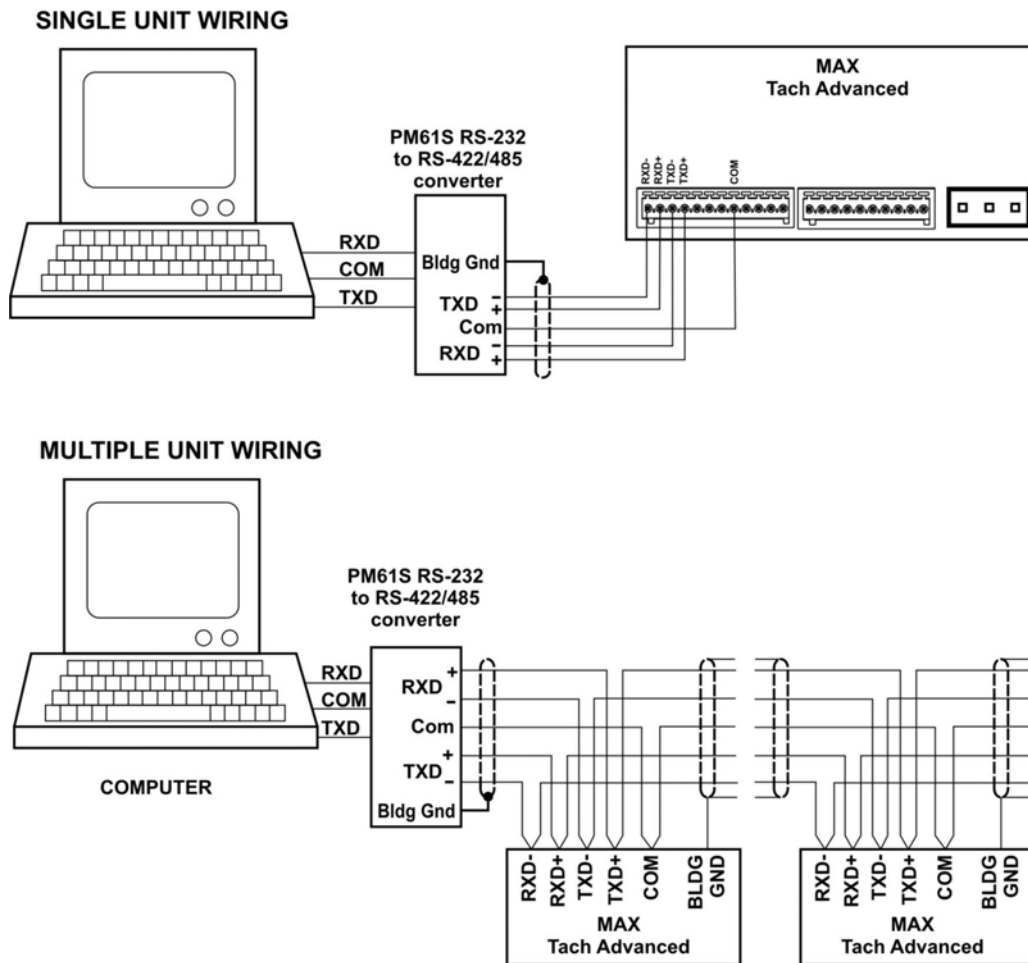 SINGLE UNIT WIRING
MAX
Tach Advanced
PM61S RS-232
to RS-422/485
converter
RXD-
RXD+
TXD-
TXD+
COM
RXD
COM
TXD
Bldg Gnd
TXD
-
+
Com
RXD
-
+
MULTIPLE UNIT WIRING
PM61S RS-232
to RS-422/485
converter
RXD
COM
TXD
COMPUTER
+
RXD
-
Com
+
TXD
-
Bldg Gnd
RXD-
RXD+
TXD-
TXD+
COM
BLDG
GND
MAX
Tach Advanced
RXD-
RXD+
TXD-
TXD+
COM
BLDG
GND
MAX
Tach Advanced